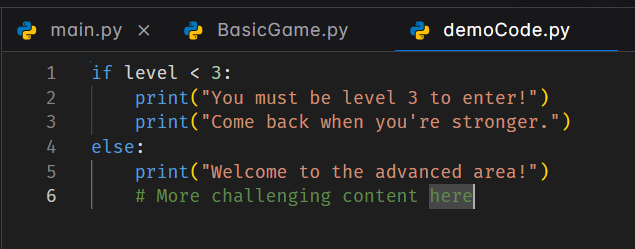 main.py × BasicGame.py demoCode.py
1 if level < 3:
2     print("You must be level 3 to enter!")
3     print("Come back when you're stronger.")
4 else:
5     print("Welcome to the advanced area!")
6     # More challenging content here